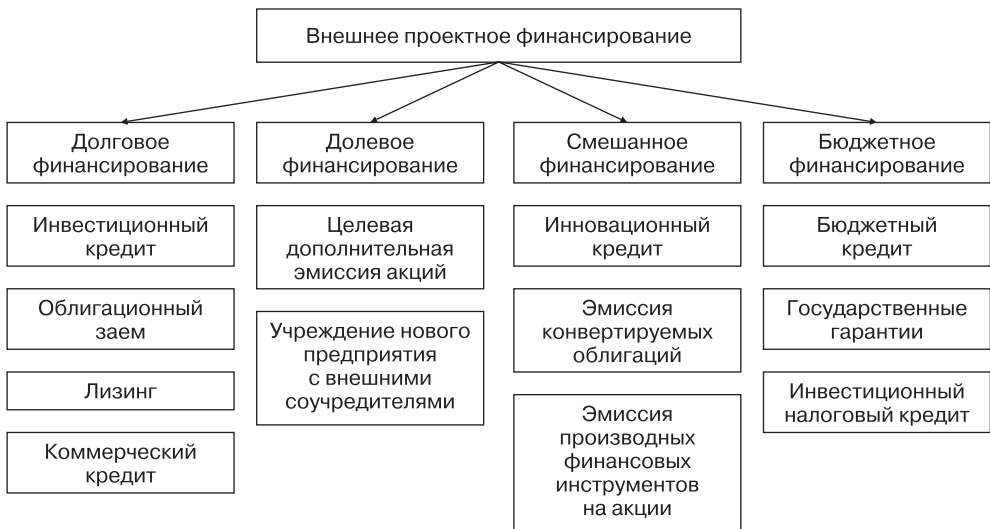 Внешнее проектное финансирование
Долговое
финансирование
Инвестиционный
кредит
Облигационный
заем
Лизинг
Коммерческий
кредит
Долевое
финансирование
Целевая
дополнительная
эмиссия акций
Учреждение нового
предприятия
с внешними
соучредителями
Смешанное
финансирование
Инновационный
кредит
Эмиссия
конвертируемых
облигаций
Эмиссия
производных
финансовых
инструментов
на акции
Бюджетное
финансирование
Бюджетный
кредит
Государственные
гарантии
Инвестиционный
налоговый кредит